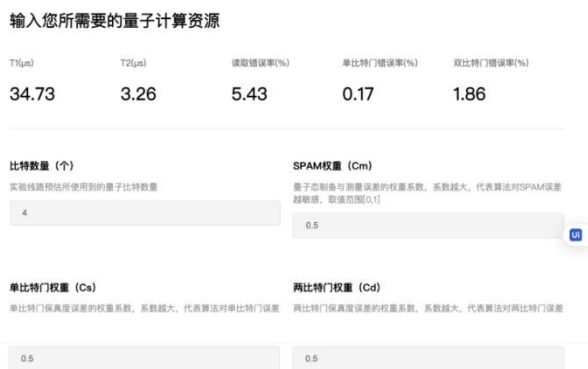 输入您所需要的量子计算资源
T1(μs) T2(μs) 读取错误率(%) 单比特门错误率(%) 双比特门错误率(%)
34.73 3.26 5.43 0.17 1.86
比特数量（个） SPAM权重（Cm）
实验线路预估所使用到的量子比特数量 量子态制备与测量误差的权重系数，系数越大，代表算法对SPAM误差
越敏感，取值范围[0,1]
4
0.5
UI
单比特门权重（Cs） 两比特门权重（Cd）
单比特门保真度误差的权重系数，系数越大，代表算法对单比特门误差 两比特门保真度误差的权重系数，系数越大，代表算法对两比特门误差
0.5 0.5